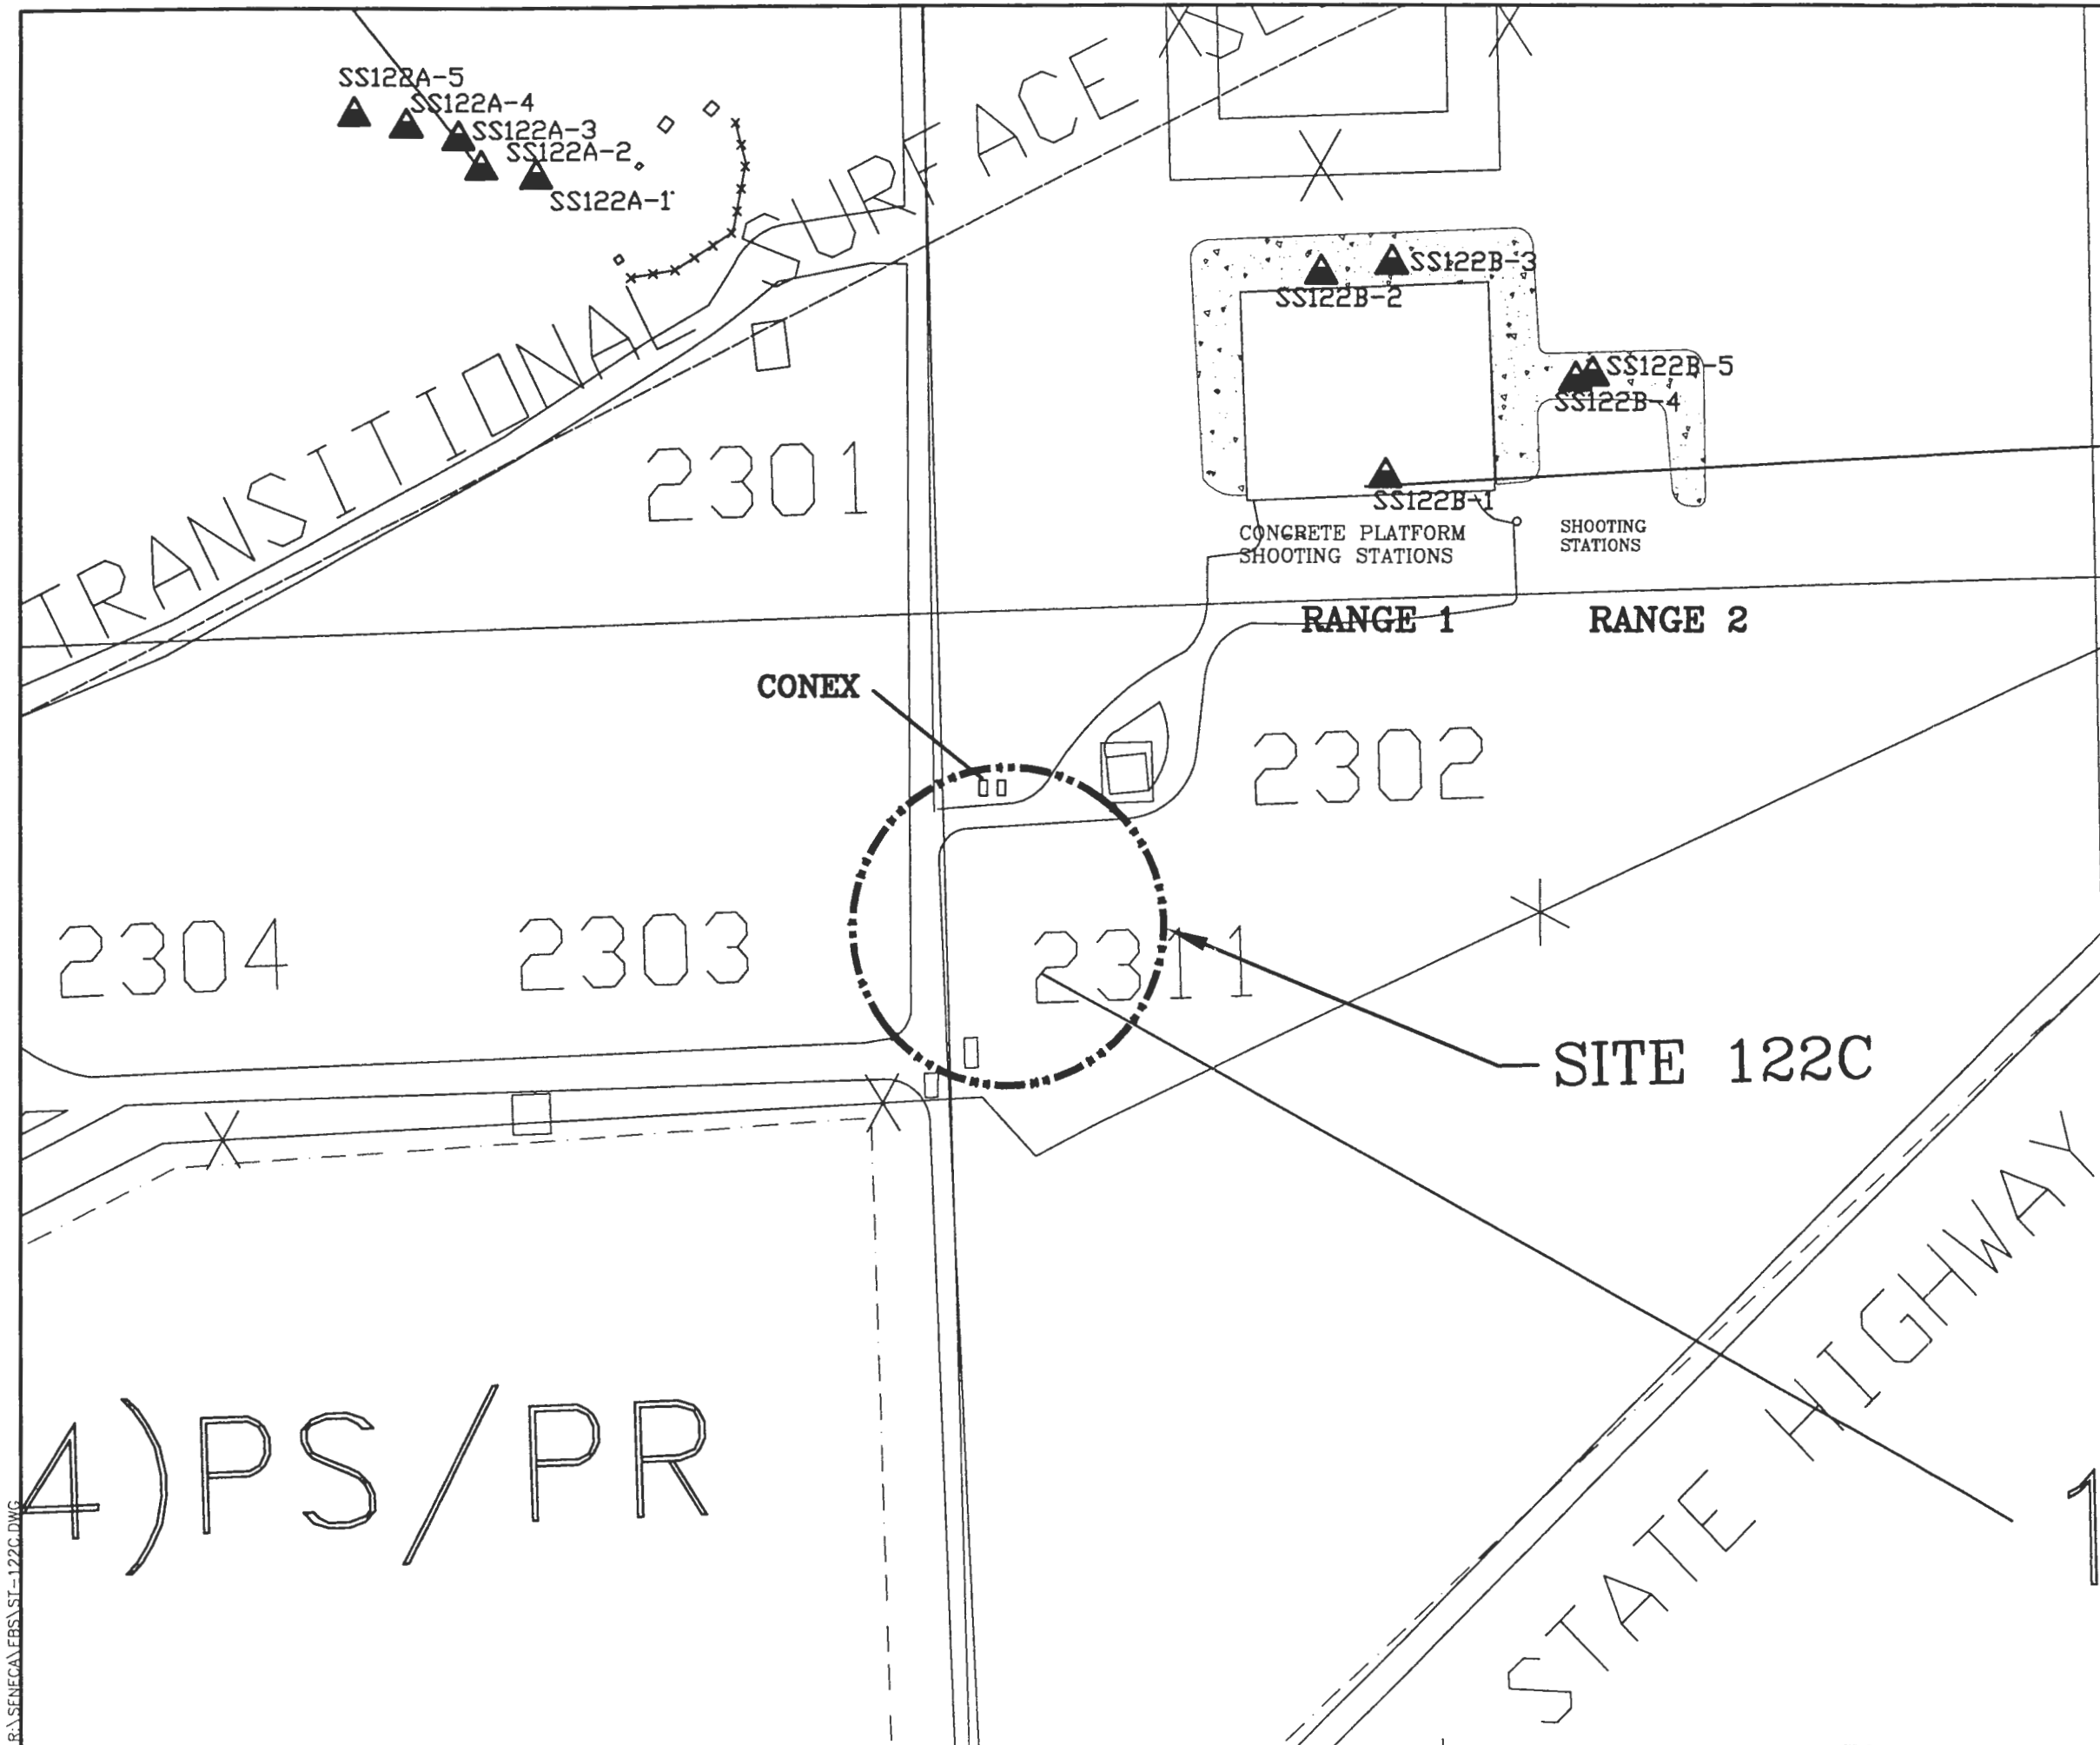 SS122A-5
SS122A-4
SS122A-3
SS122A-2
SS122A-1
TRANSITIONAL SURFACE
SS122B-3
SS122B-2
SS122B-5
SS122B-4
SS122B-1
CONCRETE PLATFORM
SHOOTING STATIONS
SHOOTING
STATIONS
2301
RANGE 1
RANGE 2
CONEX
2302
2304
2303
2311
SITE 122C
STATE HIGHWAY
4)PS/PR
1
R:\SENECA\EBS\ST-122C.DWG